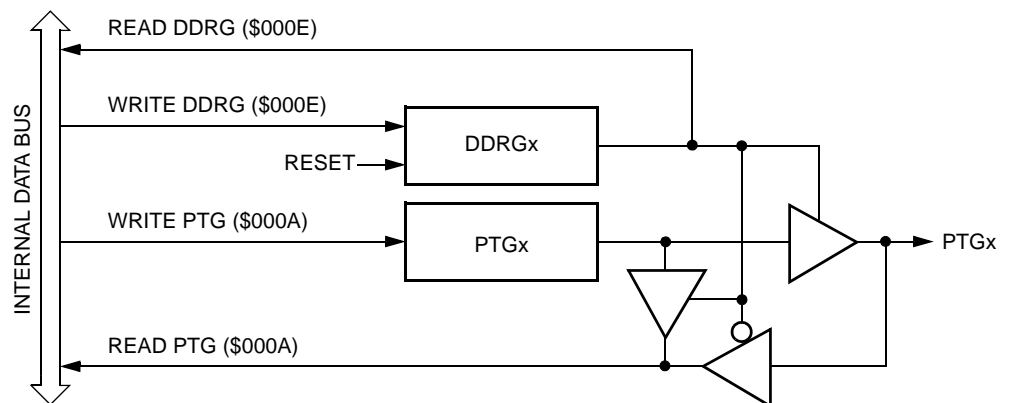 READ DDRG ($000E)
WRITE DDRG ($000E)
DDRGx
RESET
INTERNAL DATA BUS
WRITE PTG ($000A)
PTGx
PTGx
READ PTG ($000A)